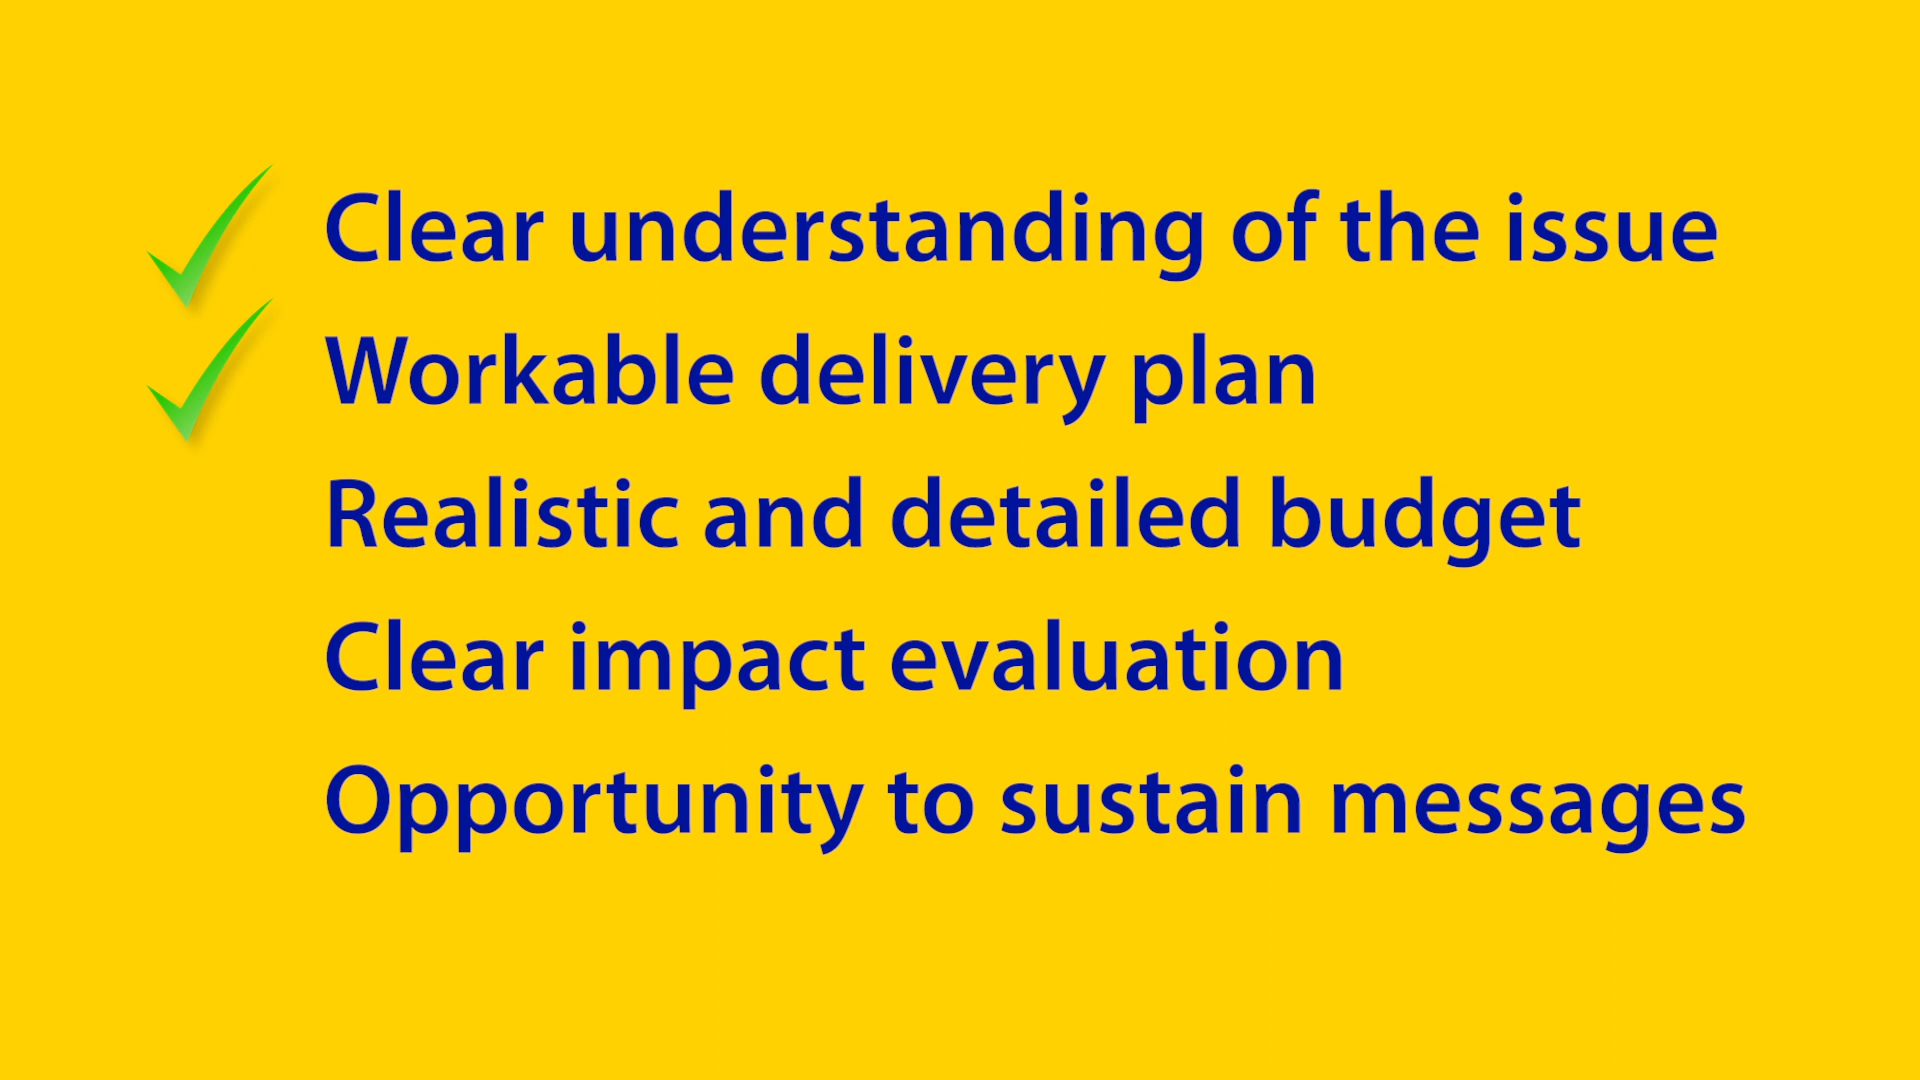 Clear understanding of the issue
Workable delivery plan
Realistic and detailed budget
Clear impact evaluation
Opportunity to sustain messages